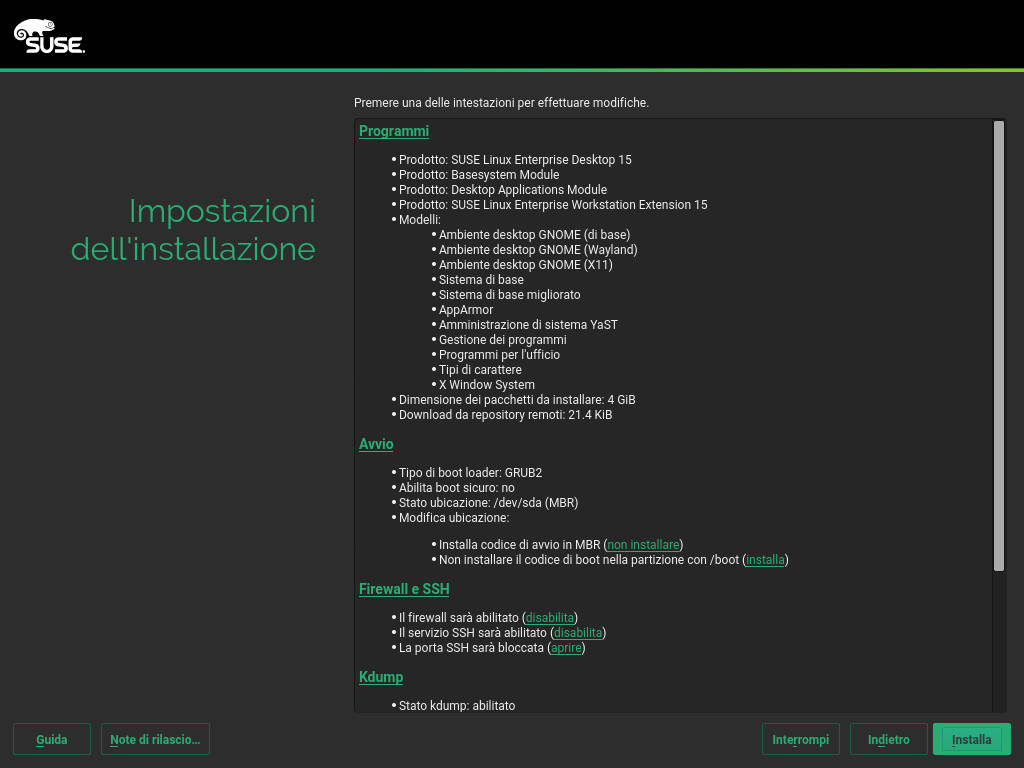 SUSE.
Premere una delle intestazioni per effettuare modifiche.
Impostazioni
dell'installazione
Programmi
• Prodotto: SUSE Linux Enterprise Desktop 15
• Prodotto: Basesystem Module
• Prodotto: Desktop Applications Module
• Prodotto: SUSE Linux Enterprise Workstation Extension 15
• Modelli:
• Ambiente desktop GNOME (di base)
• Ambiente desktop GNOME (Wayland)
• Ambiente desktop GNOME (X11)
• Sistema di base
• Sistema di base migliorato
• AppArmor
• Amministrazione di sistema YaST
• Gestione dei programmi
• Programmi per l'ufficio
• Tipi di carattere
• X Window System
• Dimensione dei pacchetti da installare: 4 GiB
• Download da repository remoti: 21.4 KiB
Avvio
• Tipo di boot loader: GRUB2
• Abilita boot sicuro: no
• Stato ubicazione: /dev/sda (MBR)
• Modifica ubicazione:
• Installa codice di avvio in MBR (non installare)
• Non installare il codice di boot nella partizione con /boot (installa)
Firewall e SSH
• Il firewall sarà abilitato (disabilita)
• Il servizio SSH sarà abilitato (disabilita)
• La porta SSH sarà bloccata (aprire)
Kdump
• Stato kdump: abilitato
Guida
Note di rilascio...
Interrompi
Indietro
Installa